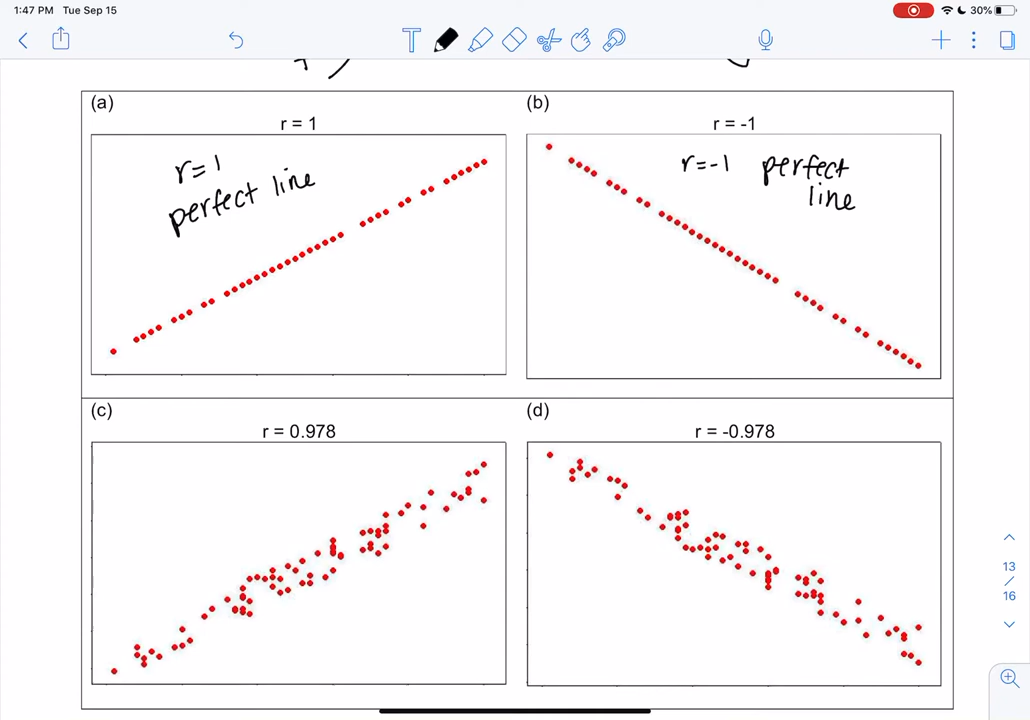 1:47 PM Tue Sep 15
30%
T
(a)
r = 1
r=1
perfect line
(b)
r = -1
r=-1 perfect
line
(c)
r = 0.978
(d)
r = -0.978
13
/
16